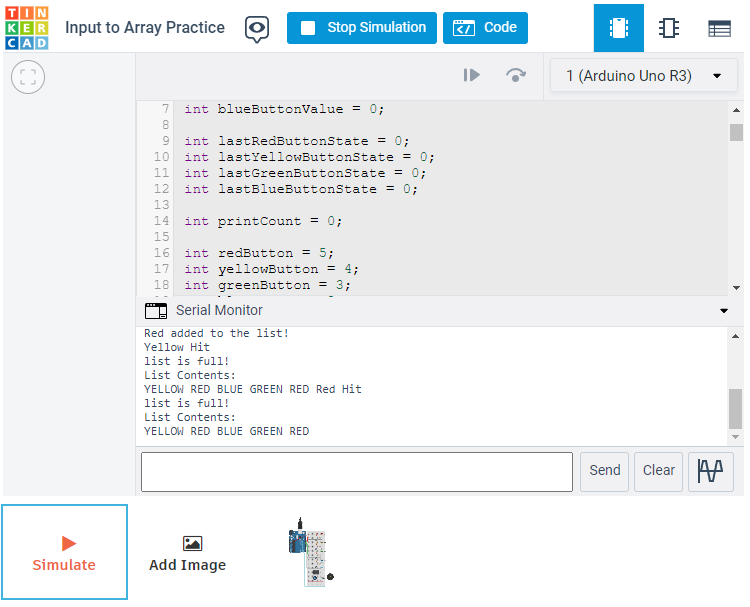 TIN
KER
CAD
Input to Array Practice
Stop Simulation
Code
1 (Arduino Uno R3)
7 int blueButtonValue = 0;
8
9 int lastRedButtonState = 0;
10 int lastYellowButtonState = 0;
11 int lastGreenButtonState = 0;
12 int lastBlueButtonState = 0;
13
14 int printCount = 0;
15
16 int redButton = 5;
17 int yellowButton = 4;
18 int greenButton = 3;
Serial Monitor
Red added to the list!
Yellow Hit
list is full!
List Contents:
YELLOW RED BLUE GREEN RED Red Hit
list is full!
List Contents:
YELLOW RED BLUE GREEN RED
Send
Clear
Simulate
Add Image